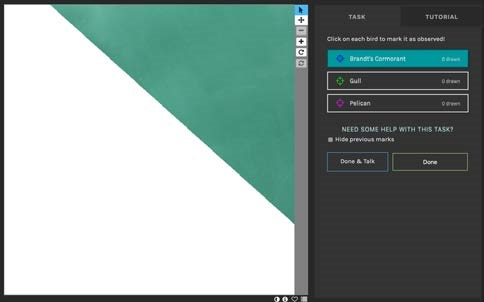 TASK
TUTORIAL
Click on each bird to mark it as observed!
Brandt's Cormorant
0 drawn
Gull
0 drawn
Pelican
0 drawn
NEED SOME HELP WITH THIS TASK?
Hide previous marks
Done & Talk
Done